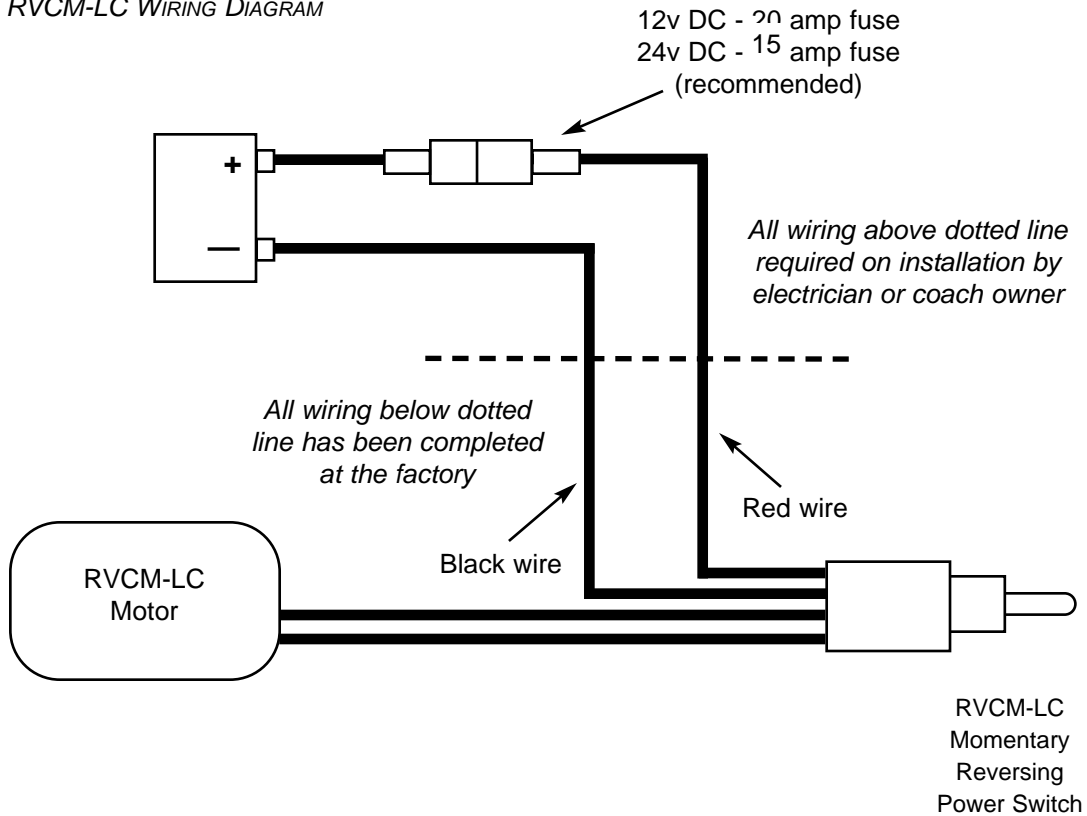 RVCM-LC WIRING DIAGRAM
12v DC - 20 amp fuse
24v DC - 15 amp fuse
(recommended)
+
—
All wiring above dotted line
required on installation by
electrician or coach owner
All wiring below dotted
line has been completed
at the factory
Red wire
Black wire
RVCM-LC
Motor
RVCM-LC
Momentary
Reversing
Power Switch